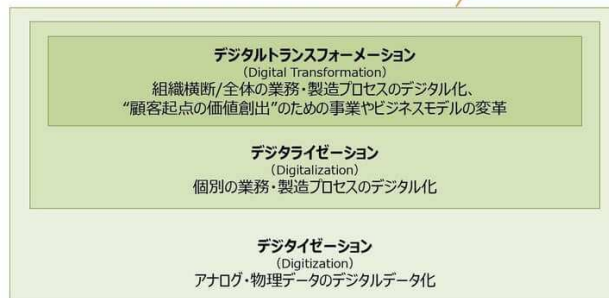 デジタルトランスフォーメーション
(Digital Transformation)
組織横断/全体の業務・製造プロセスのデジタル化、
“顧客起点の価値創出”のための事業やビジネスモデルの変革
デジタライゼーション
(Digitalization)
個別の業務・製造プロセスのデジタル化
デジタイゼーション
(Digitization)
アナログ・物理データのデジタルデータ化